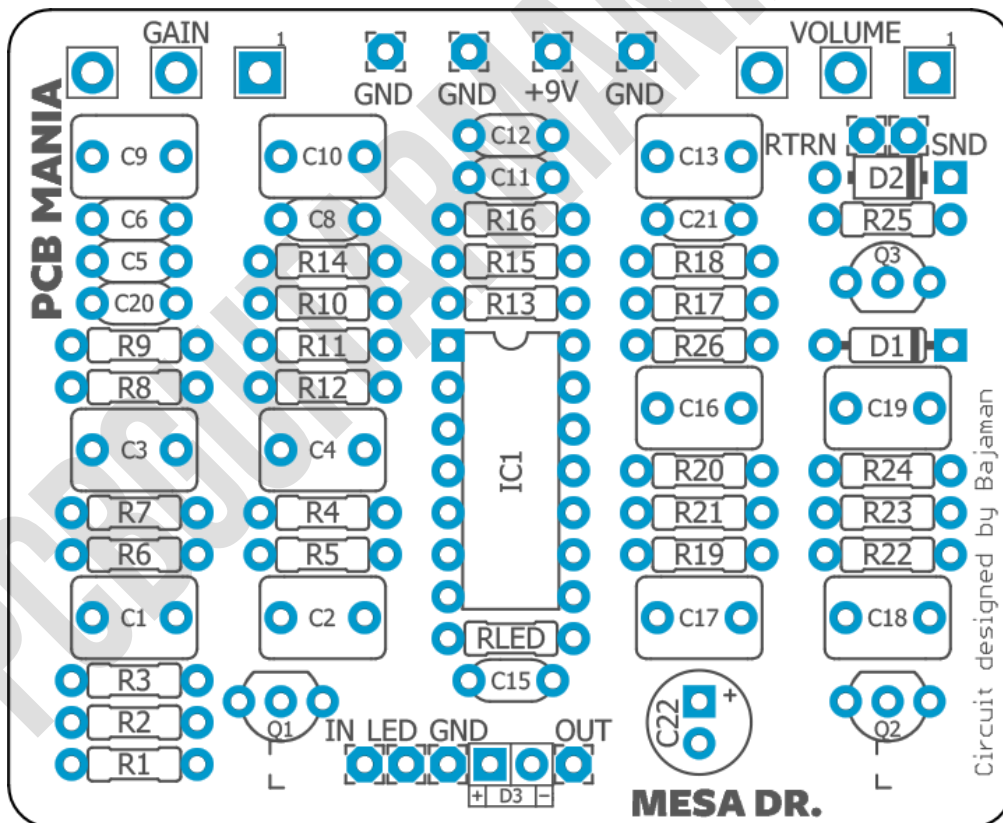 GAIN
1
VOLUME
1
GND
GND
+9V
GND
PCB MANIA
C9
C10
C12
C11
C13
RTRN
SND
D2
C6
C8
R16
C21
R25
C5
R14
R15
R18
Q3
C20
R10
R13
R17
R9
R11
R26
D1
R8
R12
C3
C4
IC1
C16
C19
R20
R24
R7
R4
R21
R23
R6
R5
R19
R22
C1
C2
RLED
C17
C18
R3
C15
R2
Q1
C22
+
Q2
R1
IN LED GND
OUT
+ D3 -
MESA DR.
Circuit designed by Bajaman